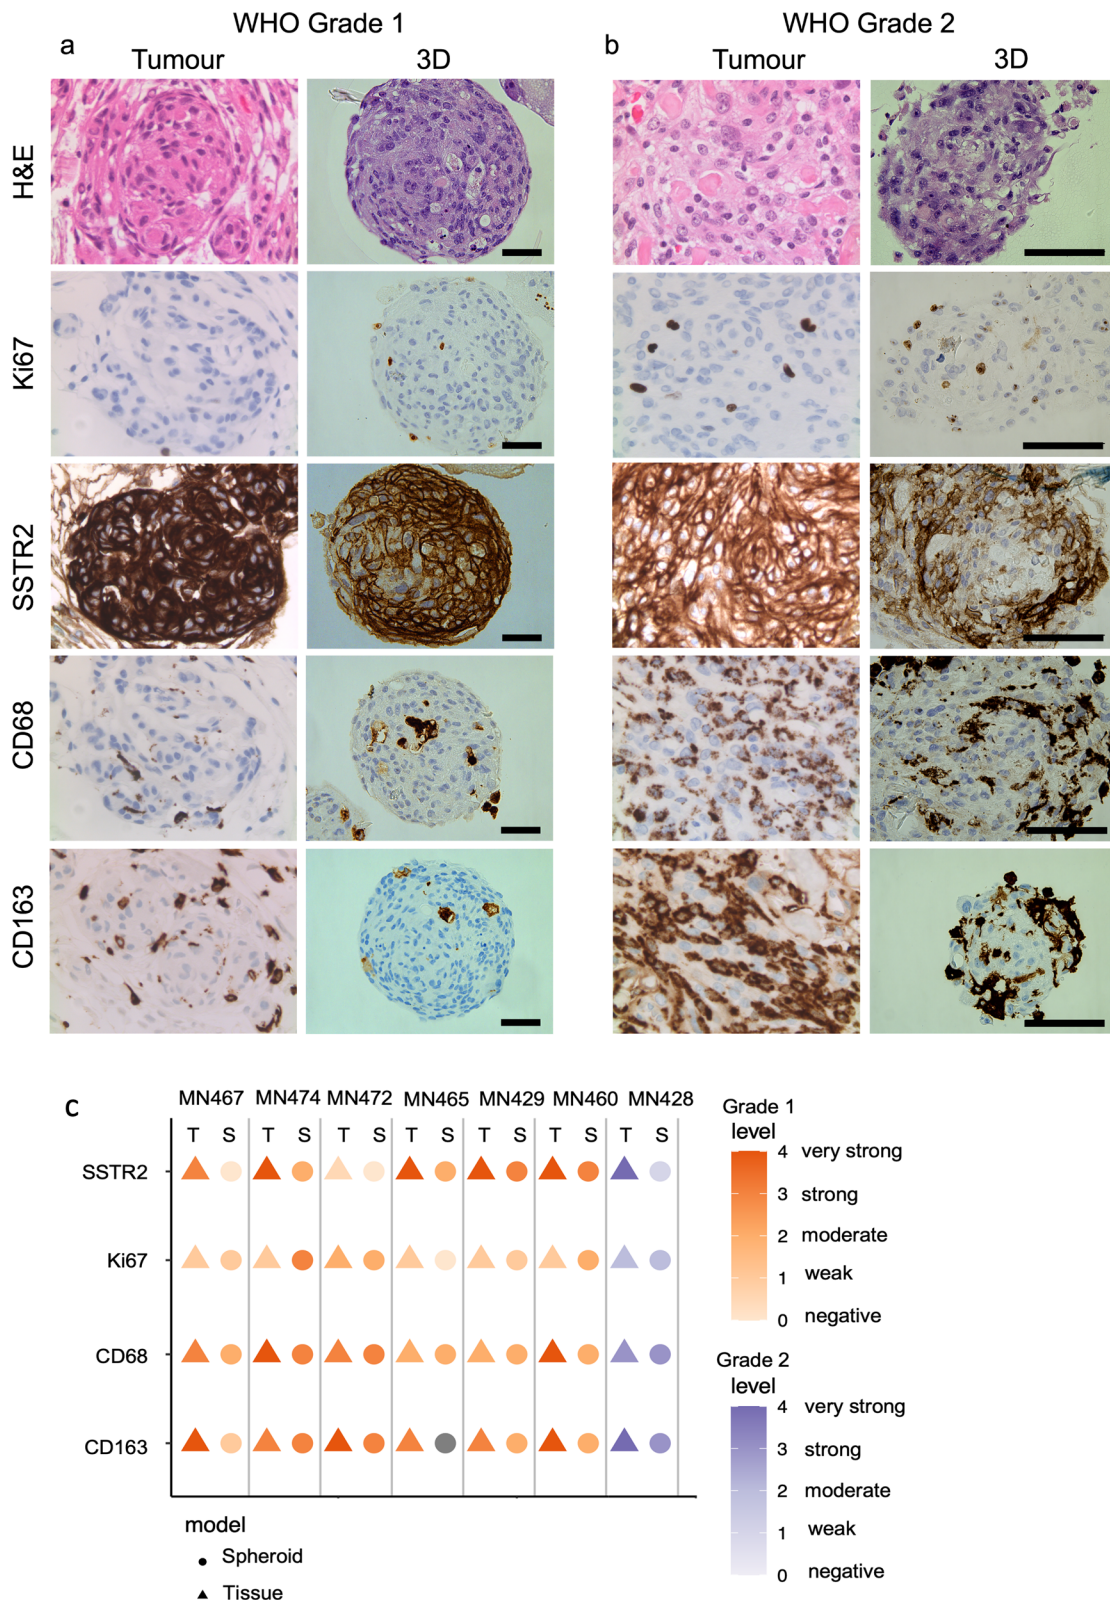 WHO Grade 1
WHO Grade 2
a
b
Tumour
3D
Tumour
3D
H&E
Ki67
SSTR2
CD68
CD163
c
MN467 MN474 MN472 MN465 MN429 MN460 MN428
T S T S T S T S T S T S T S
SSTR2
Ki67
CD68
CD163
model
Spheroid
Tissue
Grade 1
level
4 very strong
3 strong
2 moderate
1 weak
0 negative
Grade 2
level
4 very strong
3 strong
2 moderate
1 weak
0 negative